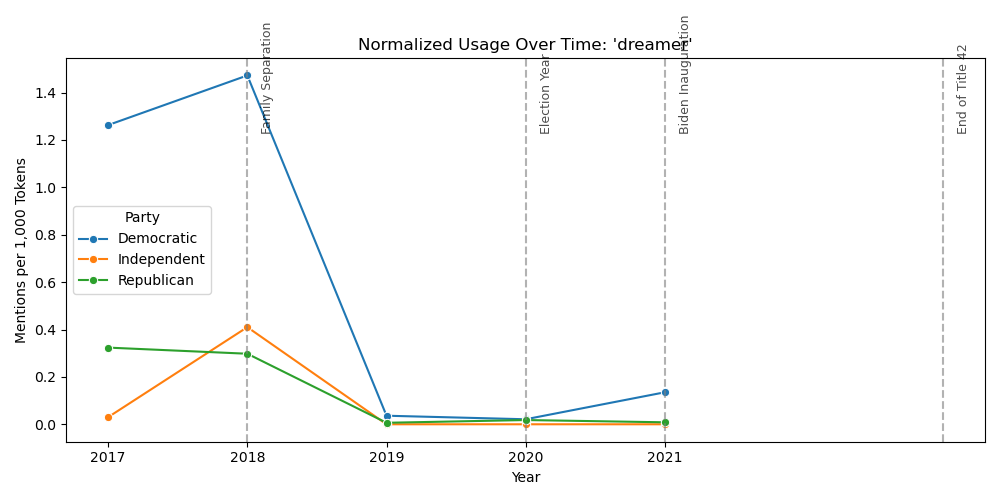 Normalized Usage Over Time: 'dreamer'
Family Separation
Election Year
Biden Inauguration
End of Title 42
Mentions per 1,000 Tokens
1.4
1.2
1.0
0.8
0.6
0.4
0.2
0.0
Party
Democratic
Independent
Republican
2017
2018
2019
2020
2021
Year